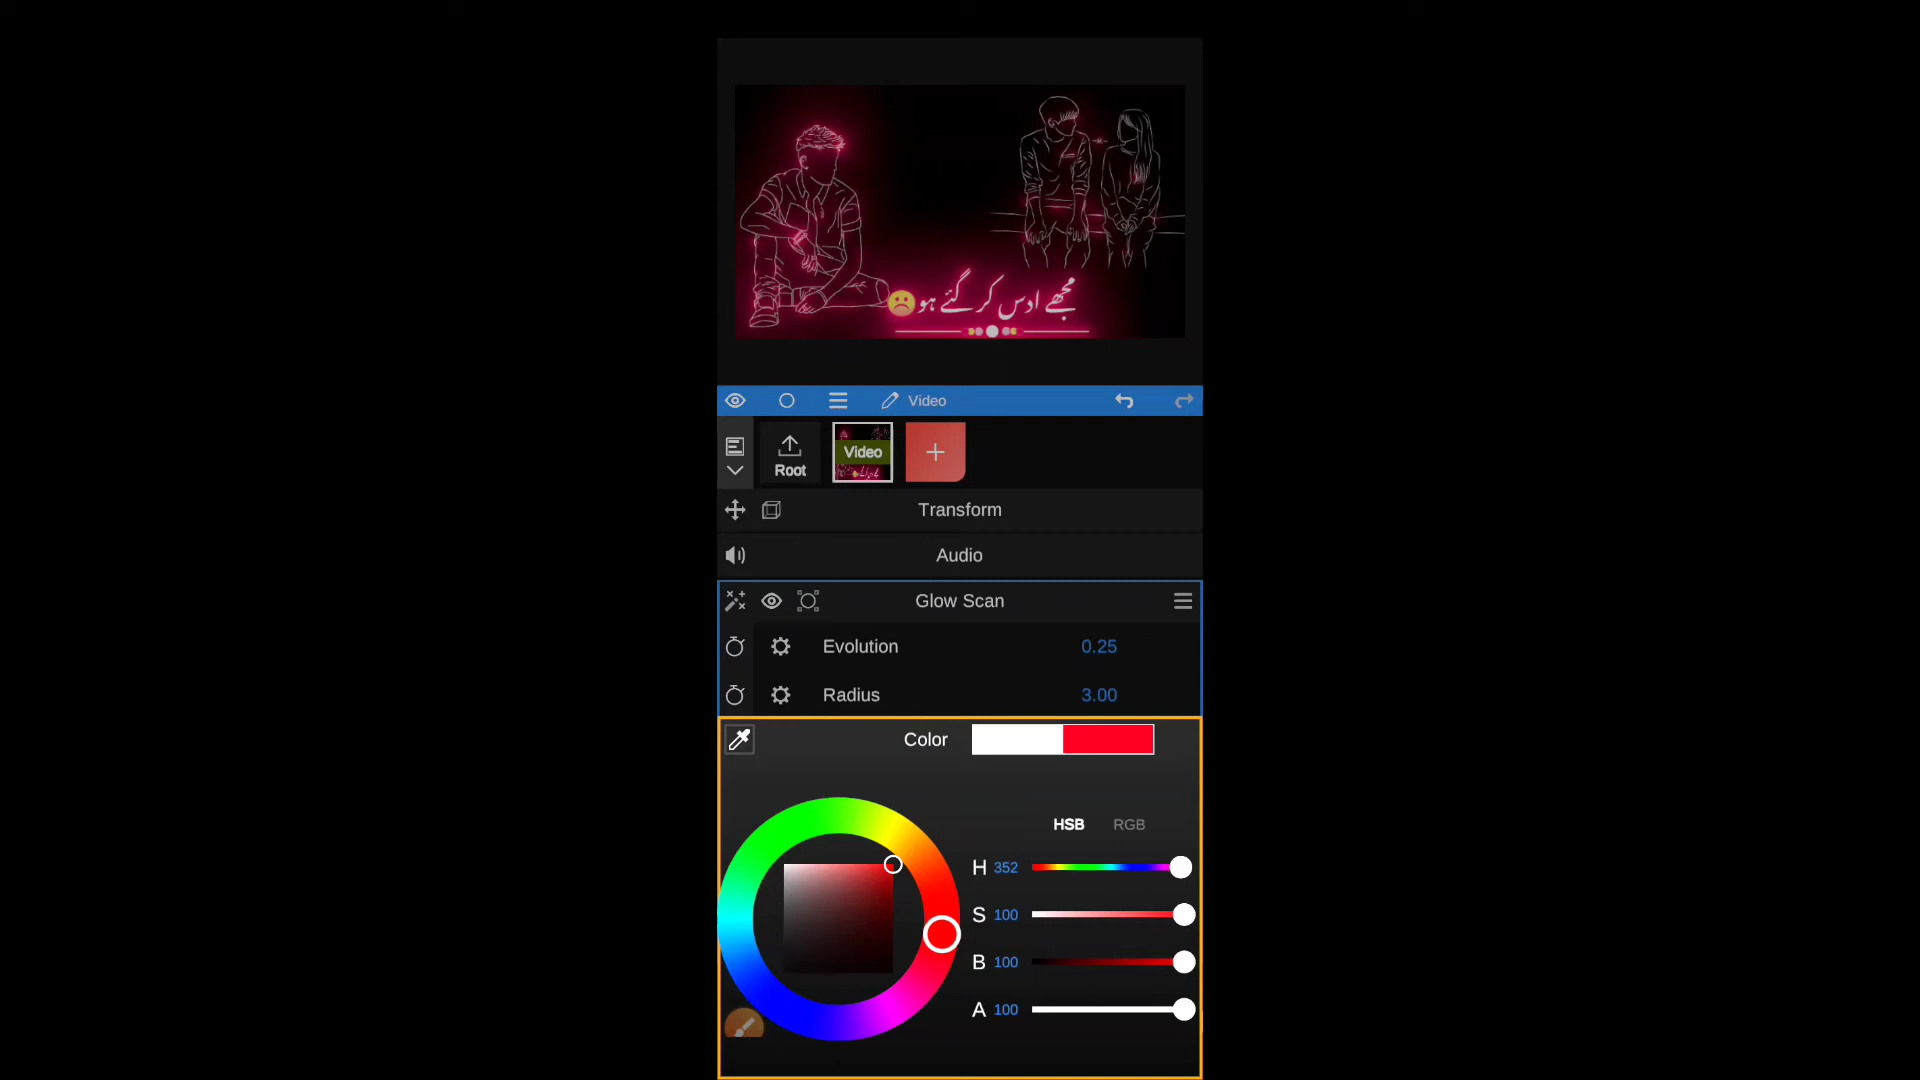 مجھے ادس کر گئے ہو☹️
Video
Root
Video
Transform
Audio
Glow Scan
Evolution 0.25
Radius 3.00
Color
HSB RGB
H 352
S 100
B 100
A 100